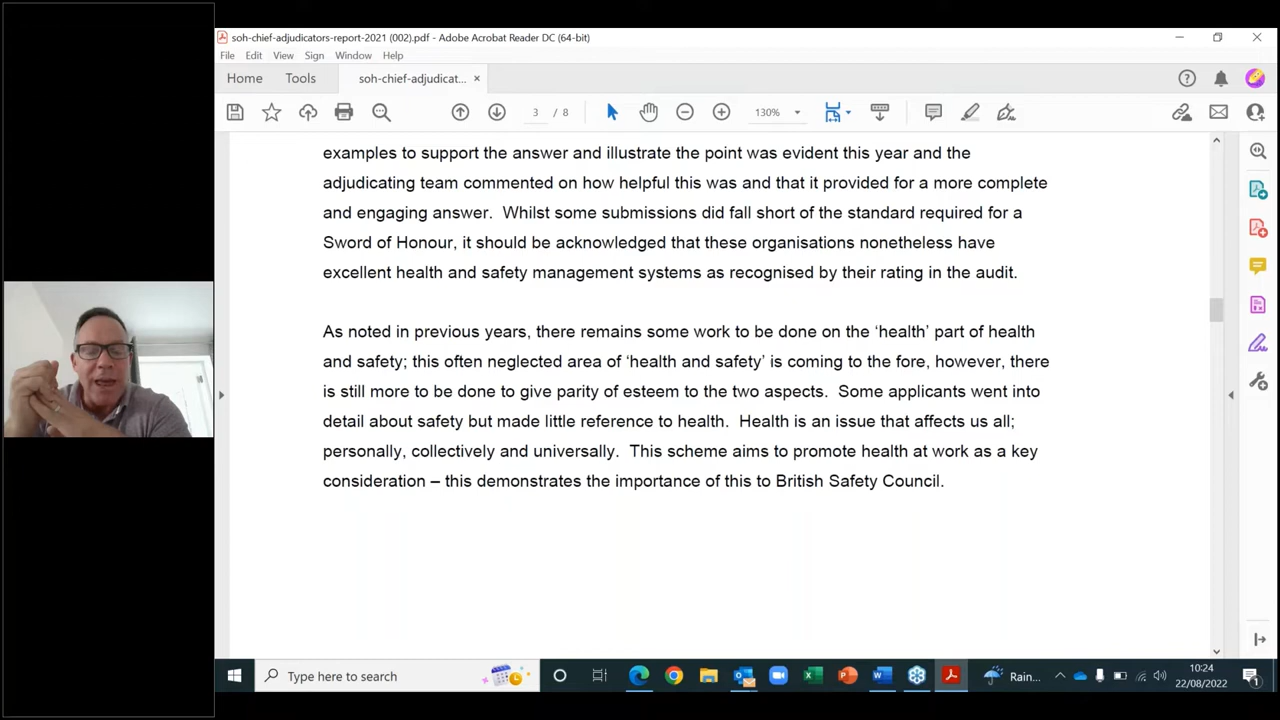 soh-chief-adjudicators-report-2021 (002).pdf - Adobe Acrobat Reader DC (64-bit)
File Edit View Sign Window Help
Home Tools soh-chief-adjudicat... ×
3 / 8 130%
examples to support the answer and illustrate the point was evident this year and the
adjudicating team commented on how helpful this was and that it provided for a more complete
and engaging answer. Whilst some submissions did fall short of the standard required for a
Sword of Honour, it should be acknowledged that these organisations nonetheless have
excellent health and safety management systems as recognised by their rating in the audit.
As noted in previous years, there remains some work to be done on the ‘health’ part of health
and safety; this often neglected area of ‘health and safety’ is coming to the fore, however, there
is still more to be done to give parity of esteem to the two aspects. Some applicants went into
detail about safety but made little reference to health. Health is an issue that affects us all;
personally, collectively and universally. This scheme aims to promote health at work as a key
consideration – this demonstrates the importance of this to British Safety Council.
Type here to search
Rain...
10:24
22/08/2022
1